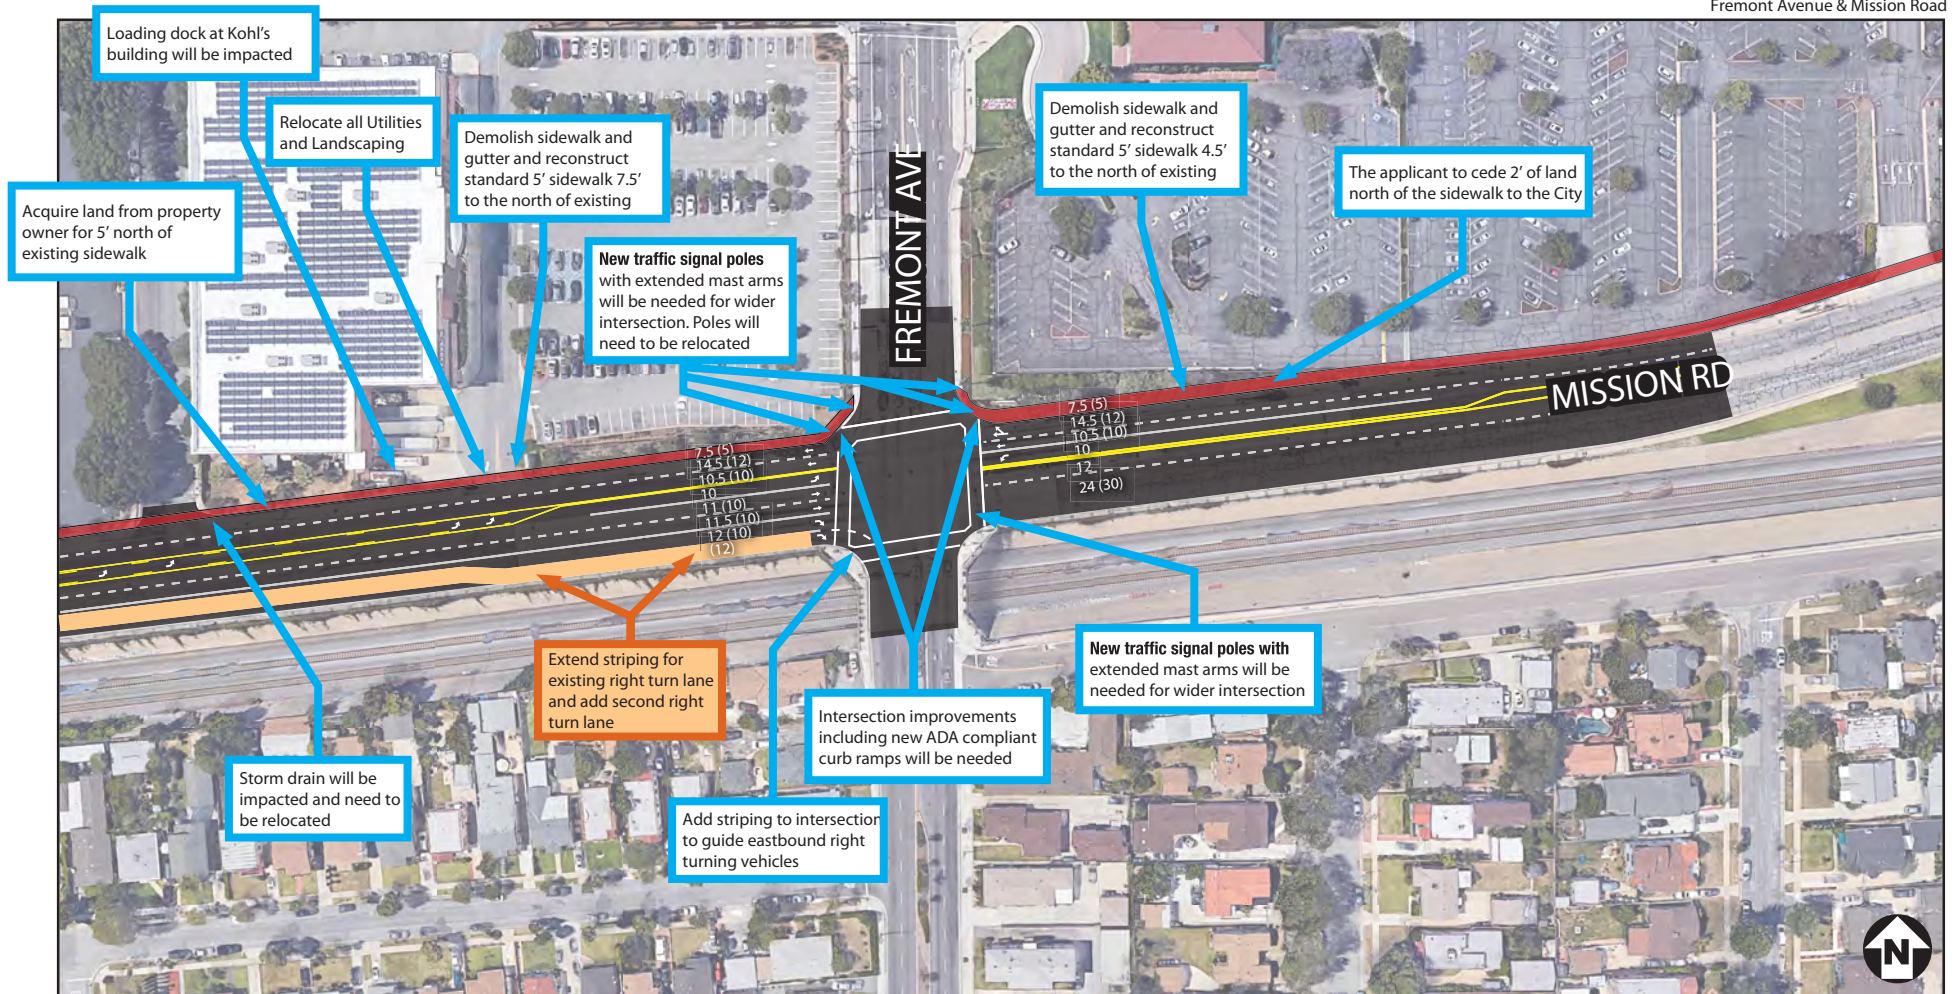 Fremont Avenue & Mission Road
Loading dock at Kohl's
building will be impacted
Relocate all Utilities
and Landscaping
Demolish sidewalk and
gutter and reconstruct
standard 5' sidewalk 7.5'
to the north of existing
Acquire land from property
owner for 5' north of
existing sidewalk
New traffic signal poles
with extended mast arms
will be needed for wider
intersection. Poles will
need to be relocated
FREMONT AVE
Demolish sidewalk and
gutter and reconstruct
standard 5' sidewalk 4.5'
to the north of existing
The applicant to cede 2' of land
north of the sidewalk to the City
MISSION RD
7.5 (5)
14.5 (12)
10.5 (10)
10
12
24 (30)
7.5 (5)
14.5 (12)
10.5 (10)
10
11 (10)
11.5 (10)
12 (10)
(12)
Extend striping for
existing right turn lane
and add second right
turn lane
New traffic signal poles with
extended mast arms will be
needed for wider intersection
Intersection improvements
including new ADA compliant
curb ramps will be needed
Storm drain will be
impacted and need to
be relocated
Add striping to intersection
to guide eastbound right
turning vehicles
N